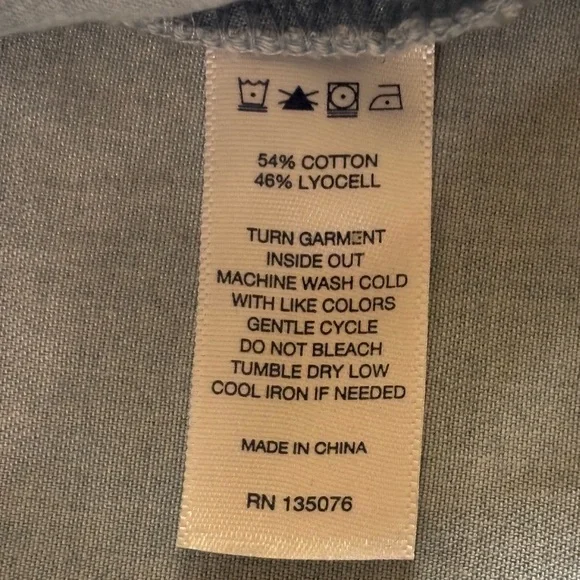 54% COTTON
46% LYOCELL
TURN GARMENT
INSIDE OUT
MACHINE WASH COLD
WITH LIKE COLORS
GENTLE CYCLE
DO NOT BLEACH
TUMBLE DRY LOW
COOL IRON IF NEEDED
MADE IN CHINA
RN 135076